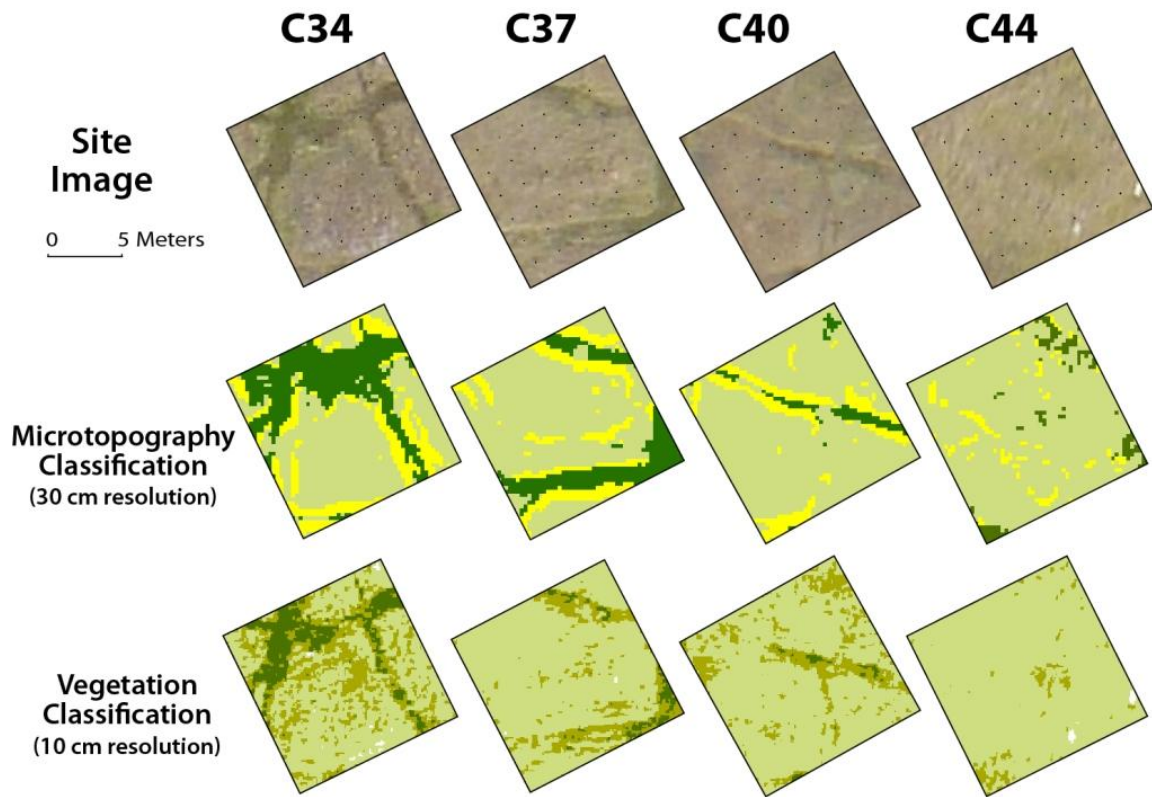 C34 C37 C40 C44
Site
Image
0 5 Meters
Microtopography
Classification
(30 cm resolution)
Vegetation
Classification
(10 cm resolution)